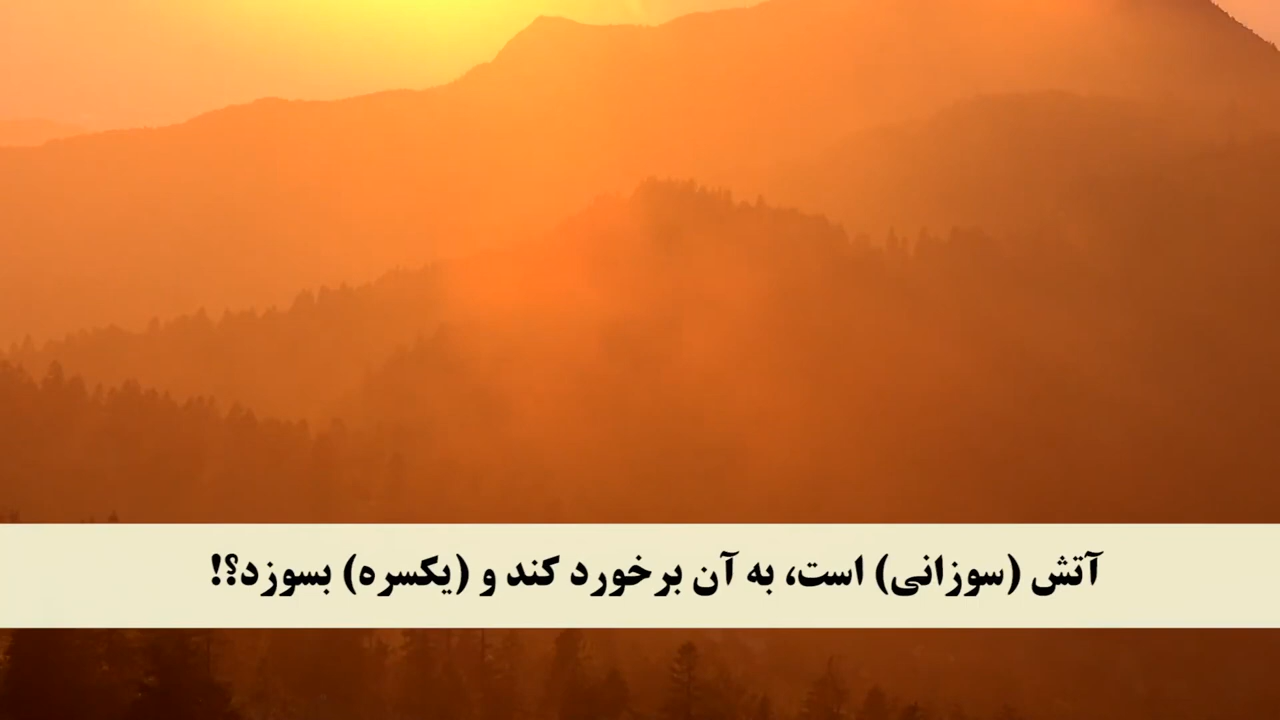 آتش (سوزانی) است، به آن برخورد کند و (یکسره) بسوزد؟!